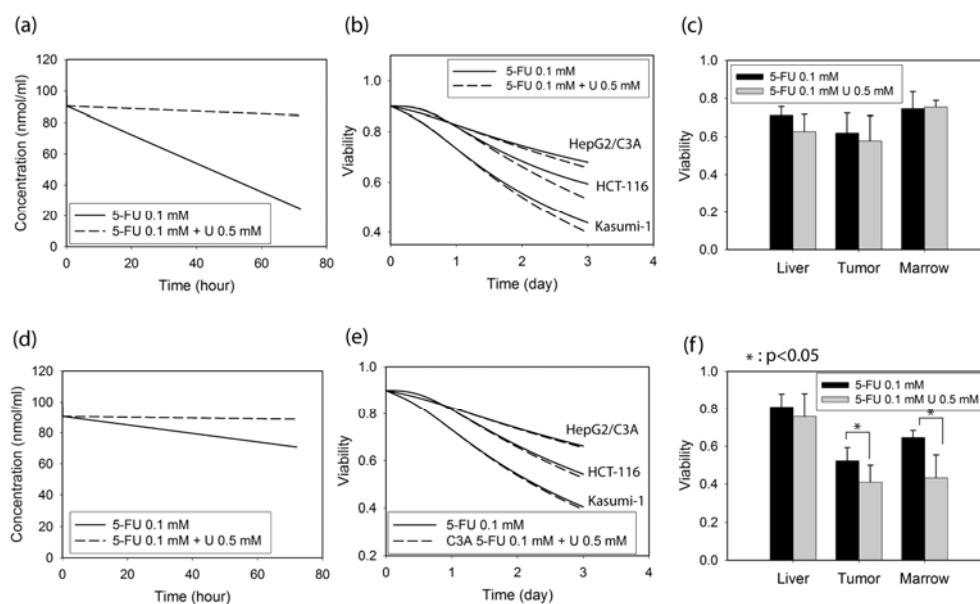 (a)
Concentration (nmol/ml)
120
100
80
60
40
20
0
5-FU 0.1 mM
5-FU 0.1 mM + U 0.5 mM
0 20 40 60 80
Time (hour)
(b)
Viability
1.0
0.8
0.6
0.4
5-FU 0.1 mM
5-FU 0.1 mM + U 0.5 mM
HepG2/C3A
HCT-116
Kasumi-1
0 1 2 3 4
Time (day)
(c)
Viability
1.0
0.8
0.6
0.4
0.2
0.0
5-FU 0.1 mM
5-FU 0.1 mM U 0.5 mM
Liver Tumor Marrow
(d)
Concentration (nmol/ml)
120
100
80
60
40
20
0
5-FU 0.1 mM
5-FU 0.1 mM + U 0.5 mM
0 20 40 60 80
Time (hour)
(e)
Viability
1.0
0.8
0.6
0.4
0.2
HepG2/C3A
HCT-116
Kasumi-1
5-FU 0.1 mM
C3A 5-FU 0.1 mM + U 0.5 mM
0 1 2 3 4
Time (day)
(f)
* : p<0.05
Viability
1.0
0.8
0.6
0.4
0.2
0.0
5-FU 0.1 mM
5-FU 0.1 mM U 0.5 mM
* *
Liver Tumor Marrow